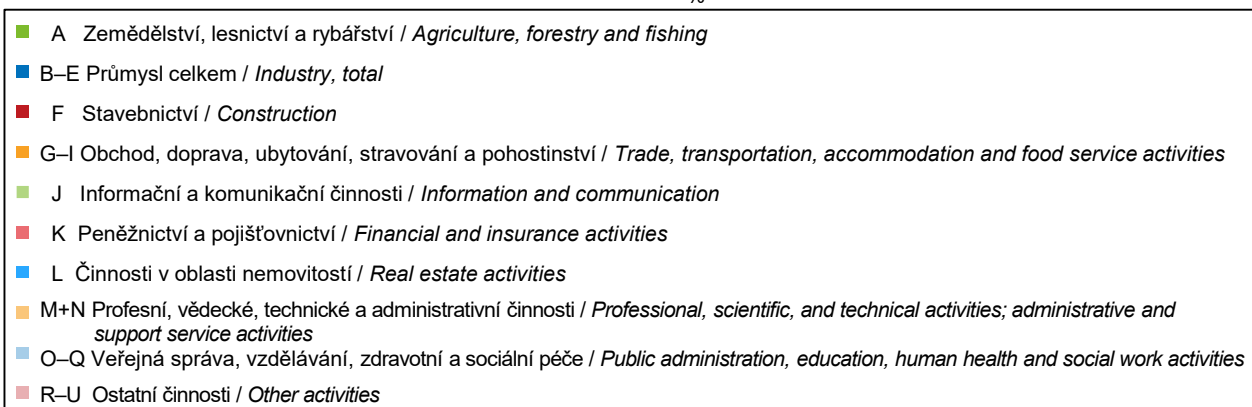 %
A Zemědělství, lesnictví a rybářství / Agriculture, forestry and fishing
B–E Průmysl celkem / Industry, total
F Stavebnictví / Construction
G–I Obchod, doprava, ubytování, stravování a pohostinství / Trade, transportation, accommodation and food service activities
J Informační a komunikační činnosti / Information and communication
K Peněžnictví a pojišťovnictví / Financial and insurance activities
L Činnosti v oblasti nemovitostí / Real estate activities
M+N Profesní, vědecké, technické a administrativní činnosti / Professional, scientific, and technical activities; administrative and
support service activities
O–Q Veřejná správa, vzdělávání, zdravotní a sociální péče / Public administration, education, human health and social work activities
R–U Ostatní činnosti / Other activities